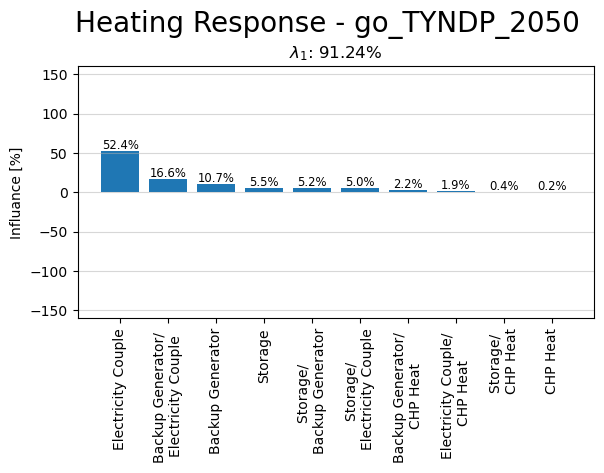 Heating Response - go_TYNDP_2050
λ₁: 91.24%
Influance [%]
150
100
50
0
−50
−100
−150
52.4%
16.6%
10.7%
5.5%
5.2%
5.0%
2.2%
1.9%
0.4%
0.2%
Electricity Couple
Backup Generator/
Electricity Couple
Backup Generator
Storage
Storage/
Backup Generator
Storage/
Electricity Couple
Backup Generator/
CHP Heat
Electricity Couple/
CHP Heat
Storage/
CHP Heat
CHP Heat